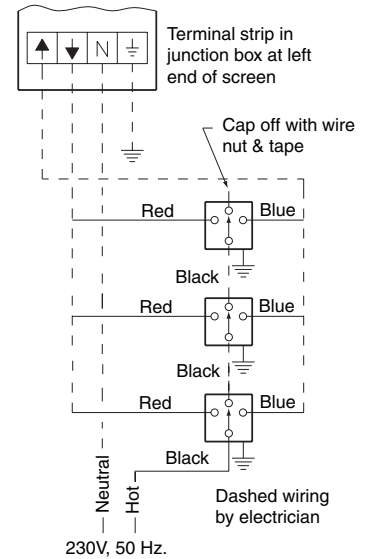 N
Terminal strip in
junction box at left
end of screen
Cap off with wire
nut & tape
Red
Blue
Black
Red
Blue
Black
Red
Blue
Black
Neutral
Hot
Dashed wiring
by electrician
230V, 50 Hz.